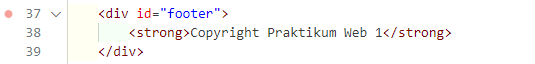 37 <div id="footer">
38 <strong>Copyright Praktikum Web 1</strong>
39 </div>